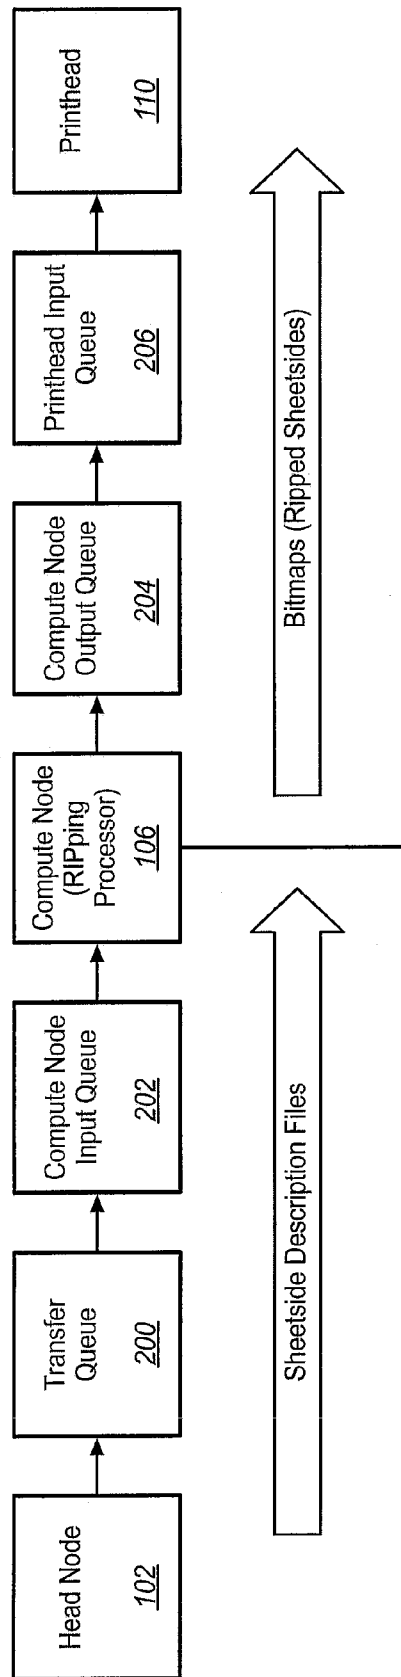 Head Node
102
Transfer
Queue
200
Compute Node
Input Queue
202
Compute Node
(RIPping
Processor)
106
Compute Node
Output Queue
204
Printhead Input
Queue
206
Printhead
110
Sheetside Description Files
Bitmaps (Ripped Sheetsides)